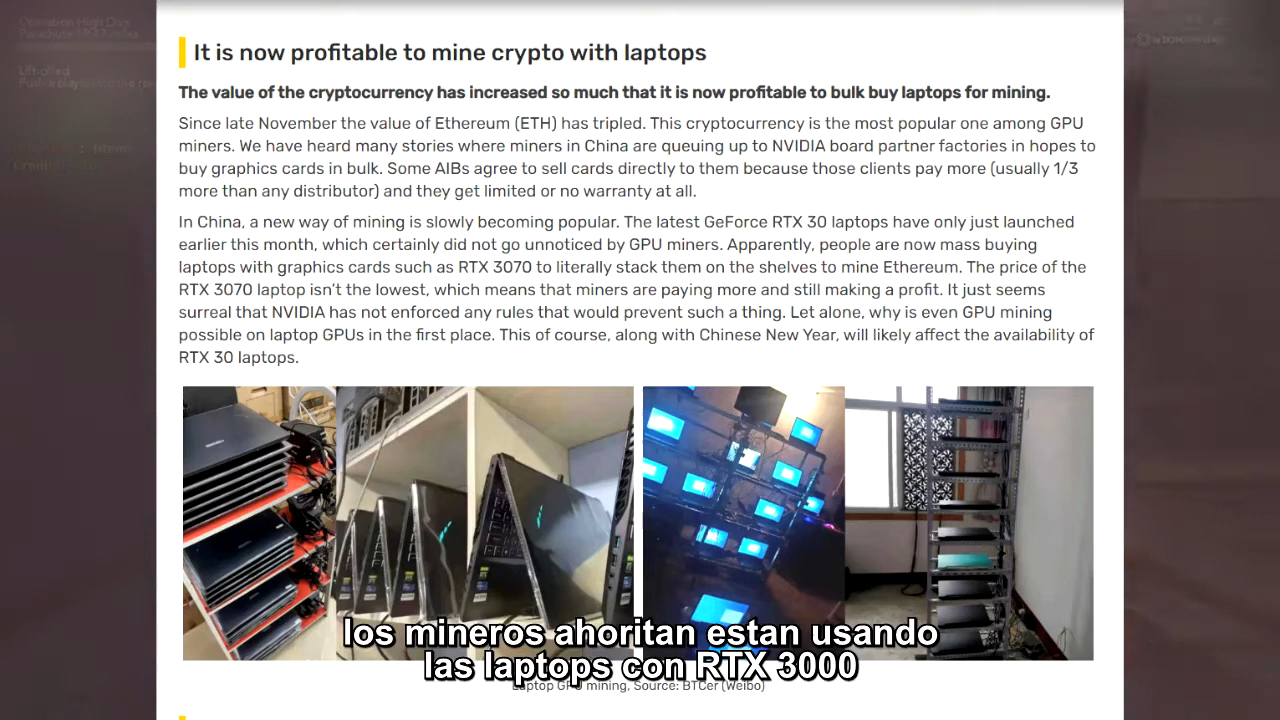 It is now profitable to mine crypto with laptops
The value of the cryptocurrency has increased so much that it is now profitable to bulk buy laptops for mining.
Since late November the value of Ethereum (ETH) has tripled. This cryptocurrency is the most popular one among GPU
miners. We have heard many stories where miners in China are queuing up to NVIDIA board partner factories in hopes to
buy graphics cards in bulk. Some AIBs agree to sell cards directly to them because those clients pay more (usually 1/3
more than any distributor) and they get limited or no warranty at all.
In China, a new way of mining is slowly becoming popular. The latest GeForce RTX 30 laptops have only just launched
earlier this month, which certainly did not go unnoticed by GPU miners. Apparently, people are now mass buying
laptops with graphics cards such as RTX 3070 to literally stack them on the shelves to mine Ethereum. The price of the
RTX 3070 laptop isn't the lowest, which means that miners are paying more and still making a profit. It just seems
surreal that NVIDIA has not enforced any rules that would prevent such a thing. Let alone, why is even GPU mining
possible on laptop GPUs in the first place. This of course, along with Chinese New Year, will likely affect the availability of
RTX 30 laptops.
los mineros ahoritan estan usando
las laptops con RTX 3000
Laptop GPU mining, Source: BTCer (Weibo)